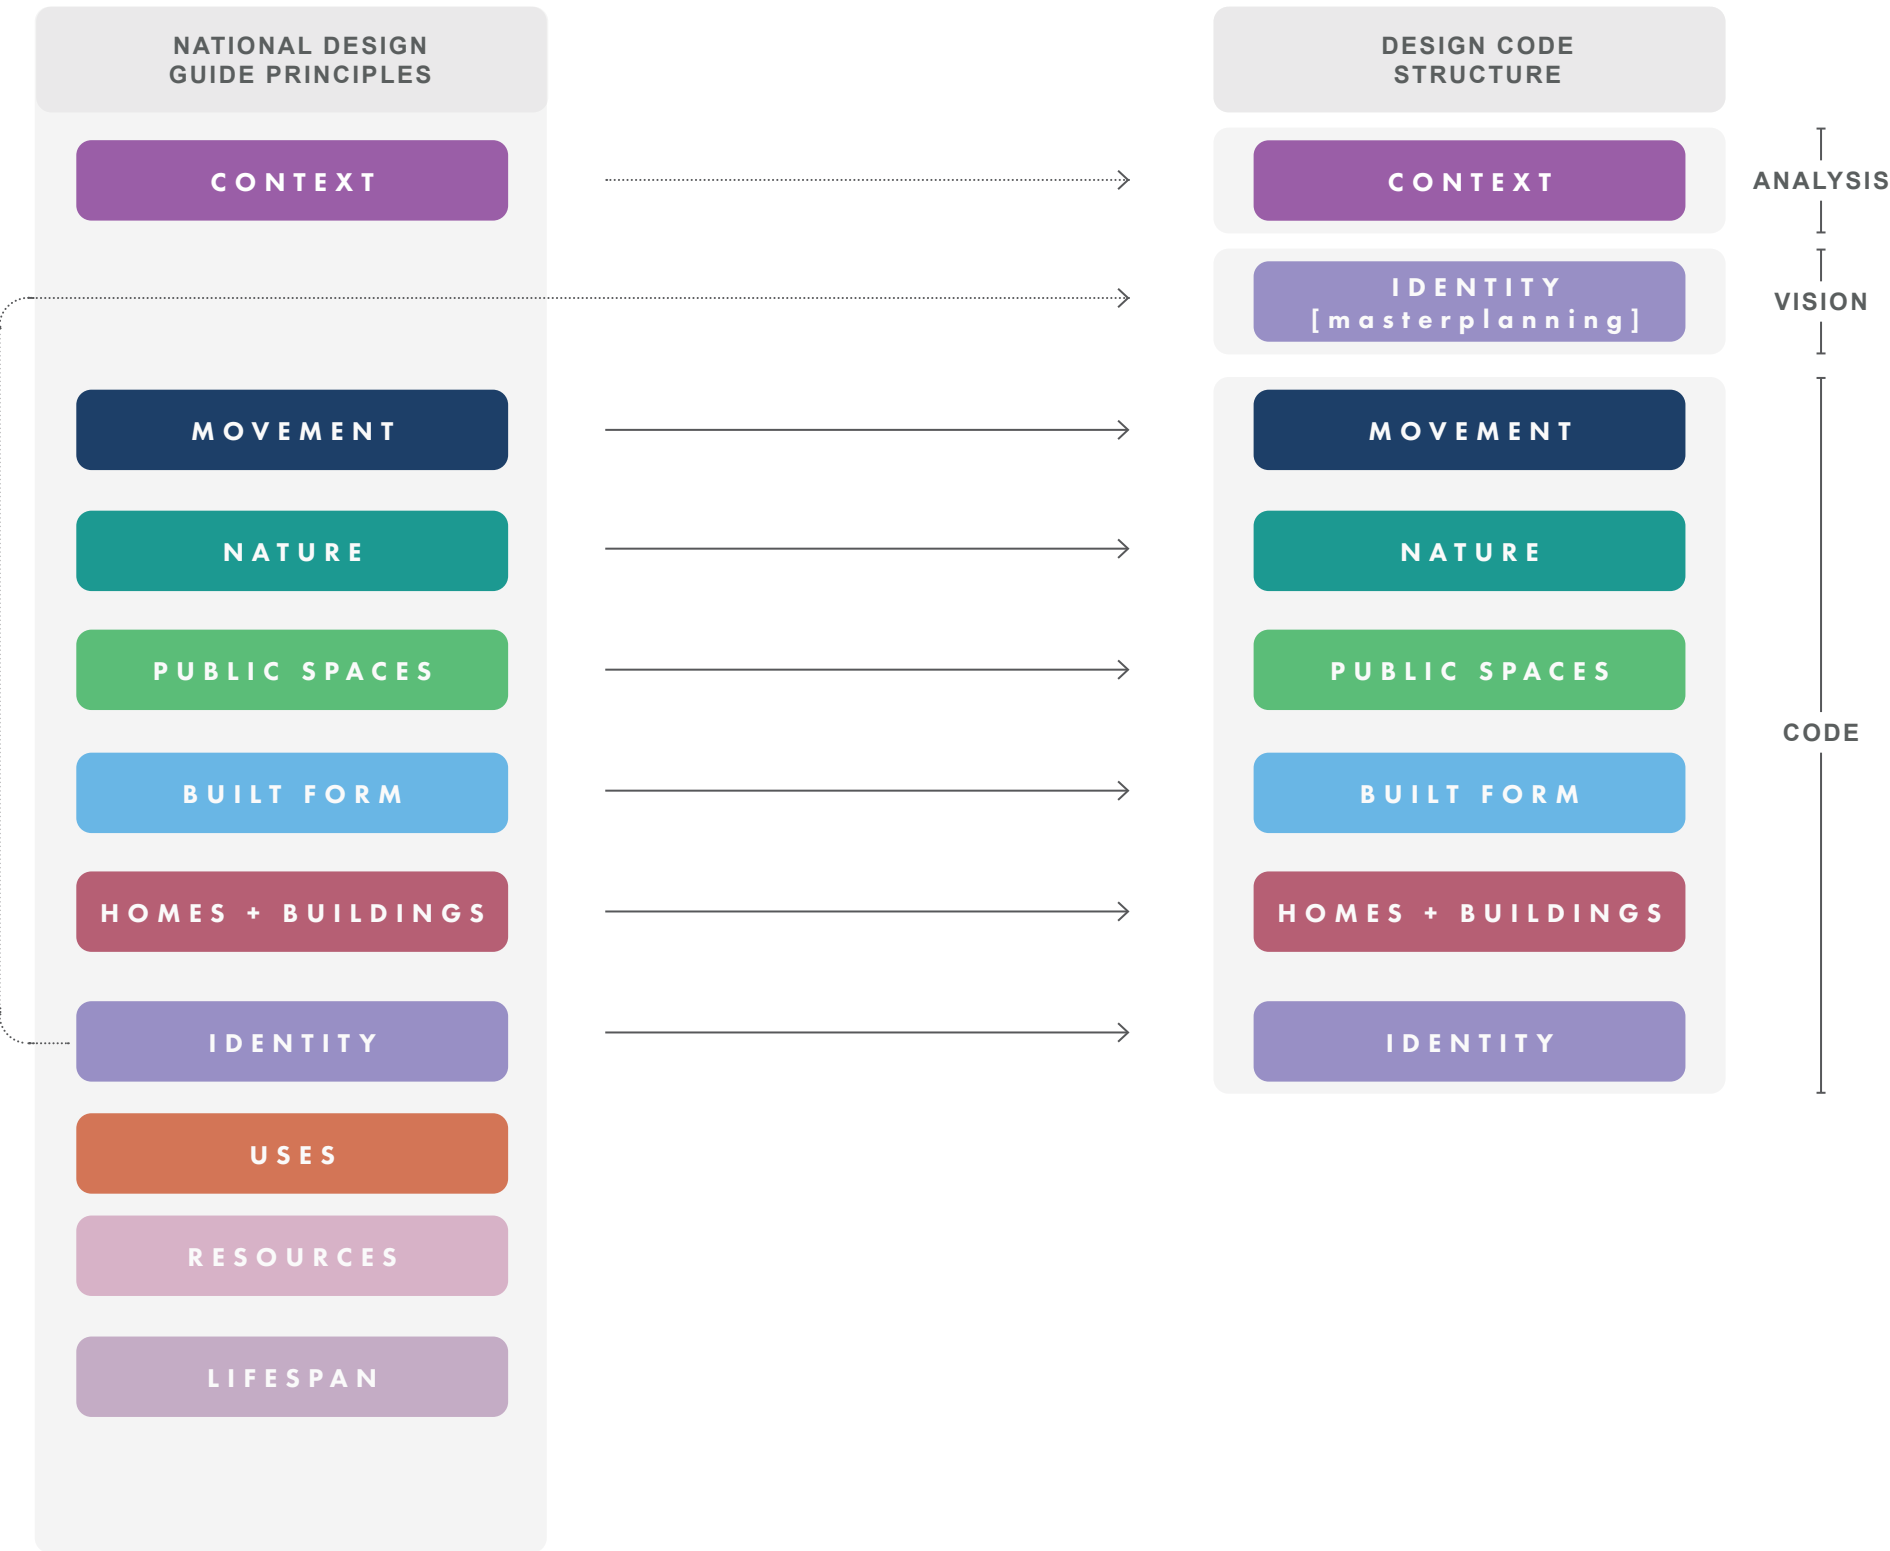 NATIONAL DESIGN
GUIDE PRINCIPLES
CONTEXT
MOVEMENT
NATURE
PUBLIC SPACES
BUILT FORM
HOMES + BUILDINGS
IDENTITY
USES
RESOURCES
LIFESPAN
DESIGN CODE
STRUCTURE
CONTEXT
IDENTITY
[masterplanning]
MOVEMENT
NATURE
PUBLIC SPACES
BUILT FORM
HOMES + BUILDINGS
IDENTITY
ANALYSIS
VISION
CODE